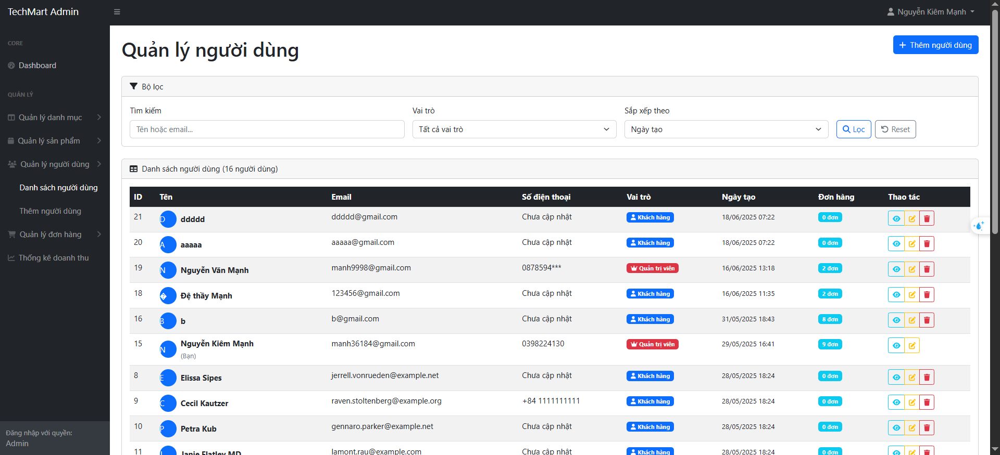 TechMart Admin
Nguyễn Kiêm Mạnh
CORE
Dashboard
QUẢN LÝ
Quản lý danh mục
Quản lý sản phẩm
Quản lý người dùng
Danh sách người dùng
Thêm người dùng
Quản lý đơn hàng
Thống kê doanh thu
Đăng nhập với quyền:
Admin
Quản lý người dùng
Thêm người dùng
Bộ lọc
Tìm kiếm Vai trò Sắp xếp theo
Tên hoặc email... Tất cả vai trò Ngày tạo Lọc Reset
Danh sách người dùng (16 người dùng)
ID Tên Email Số điện thoại Vai trò Ngày tạo Đơn hàng Thao tác
21 D ddddd ddddd@gmail.com Chưa cập nhật Khách hàng 18/06/2025 07:22 0 đơn
20 A aaaaa aaaaa@gmail.com Chưa cập nhật Khách hàng 18/06/2025 07:22 0 đơn
19 N Nguyễn Văn Mạnh manh9998@gmail.com 0878594*** Quản trị viên 16/06/2025 13:18 2 đơn
18 � Đệ thầy Mạnh 123456@gmail.com Chưa cập nhật Khách hàng 16/06/2025 11:35 2 đơn
16 B b b@gmail.com Chưa cập nhật Khách hàng 31/05/2025 18:43 8 đơn
15 N Nguyễn Kiêm Mạnh manh36184@gmail.com 0398224130 Quản trị viên 29/05/2025 16:41 9 đơn
(Bạn)
8 E Elissa Sipes jerrell.vonrueden@example.net Chưa cập nhật Khách hàng 28/05/2025 18:24 0 đơn
9 C Cecil Kautzer raven.stoltenberg@example.org +84 1111111111 Khách hàng 28/05/2025 18:24 0 đơn
10 P Petra Kub gennaro.parker@example.net Chưa cập nhật Khách hàng 28/05/2025 18:24 0 đơn
11 Janie Flatley MD lamont.rau@example.com Chưa cập nhật Khách hàng 28/05/2025 18:24 0 đơn